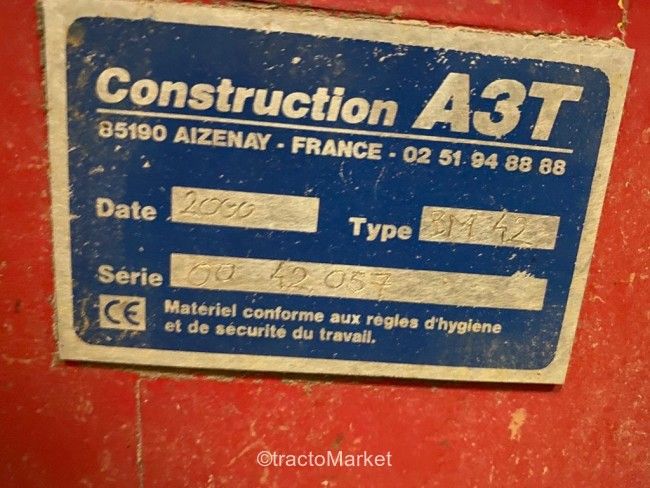 Construction A3T
85190 AIZENAY - FRANCE - 02 51 94 88 88
Date 2000 Type BM 42
Série 00 42 057
CE Matériel conforme aux règles d'hygiène
et de sécurité du travail.
©tractoMarket